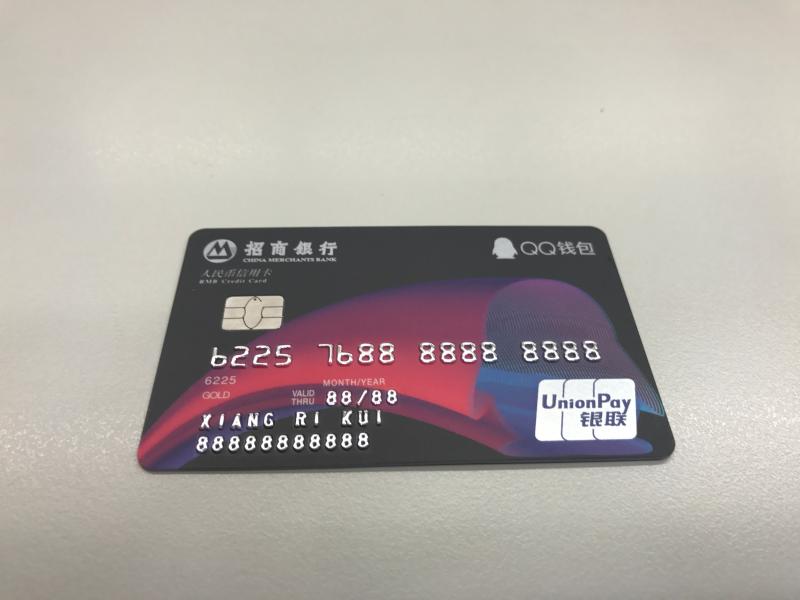 招商银行 QQ钱包
CHINA MERCHANTS BANK
人民币信用卡
RMB Credit Card
6225 7688 8888 8888
6225 MONTH/YEAR
GOLD VALID THRU 88/88
XIANG RI KUI
88888888888
UnionPay
银联